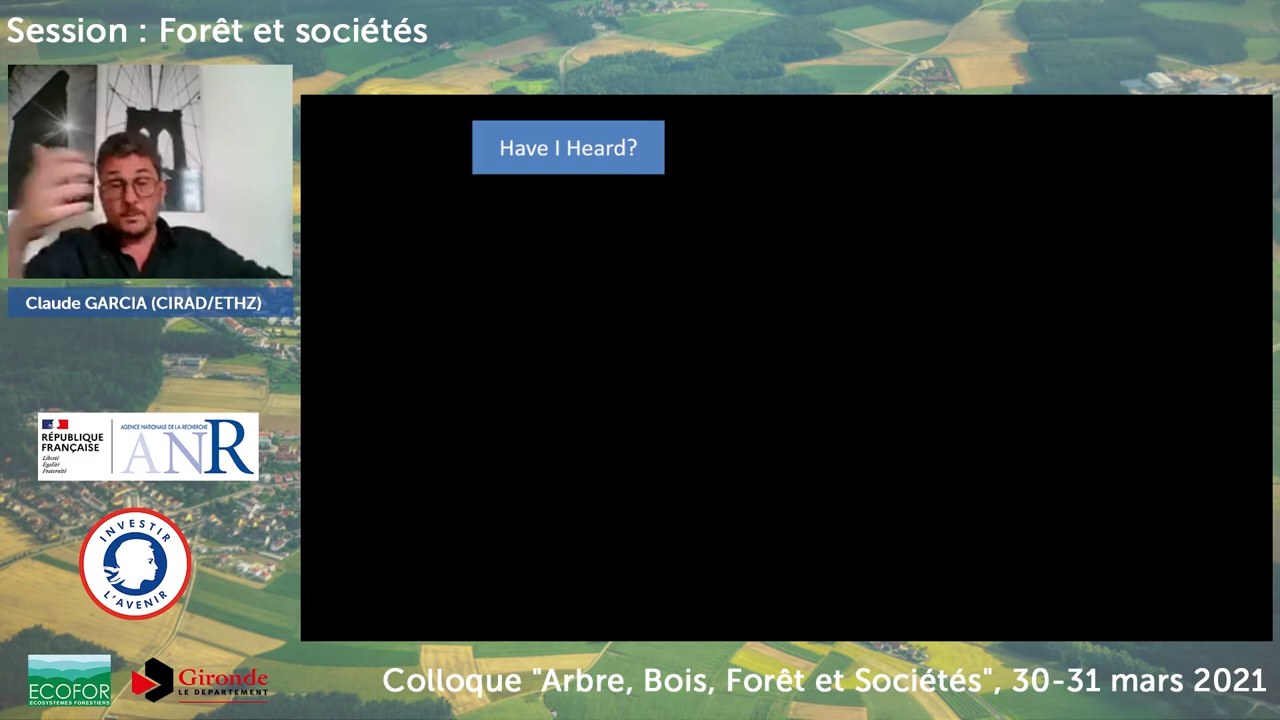 Session : Forêt et sociétés
Have I Heard?
Claude GARCIA (CIRAD/ETHZ)
RÉPUBLIQUE
FRANÇAISE
Liberté
Égalité
Fraternité
AGENCE NATIONALE DE LA RECHERCHE
ANR
INVESTIR
L'AVENIR
ECOFOR
ECOSYSTEMES FORESTIERS
Gironde
LE DEPARTEMENT
Colloque "Arbre, Bois, Forêt et Sociétés", 30-31 mars 2021